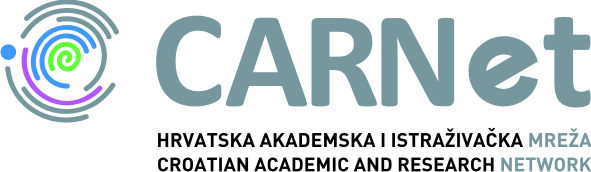 CARNet
HRVATSKA AKADEMSKA I ISTRAŽIVAČKA MREŽA
CROATIAN ACADEMIC AND RESEARCH NETWORK